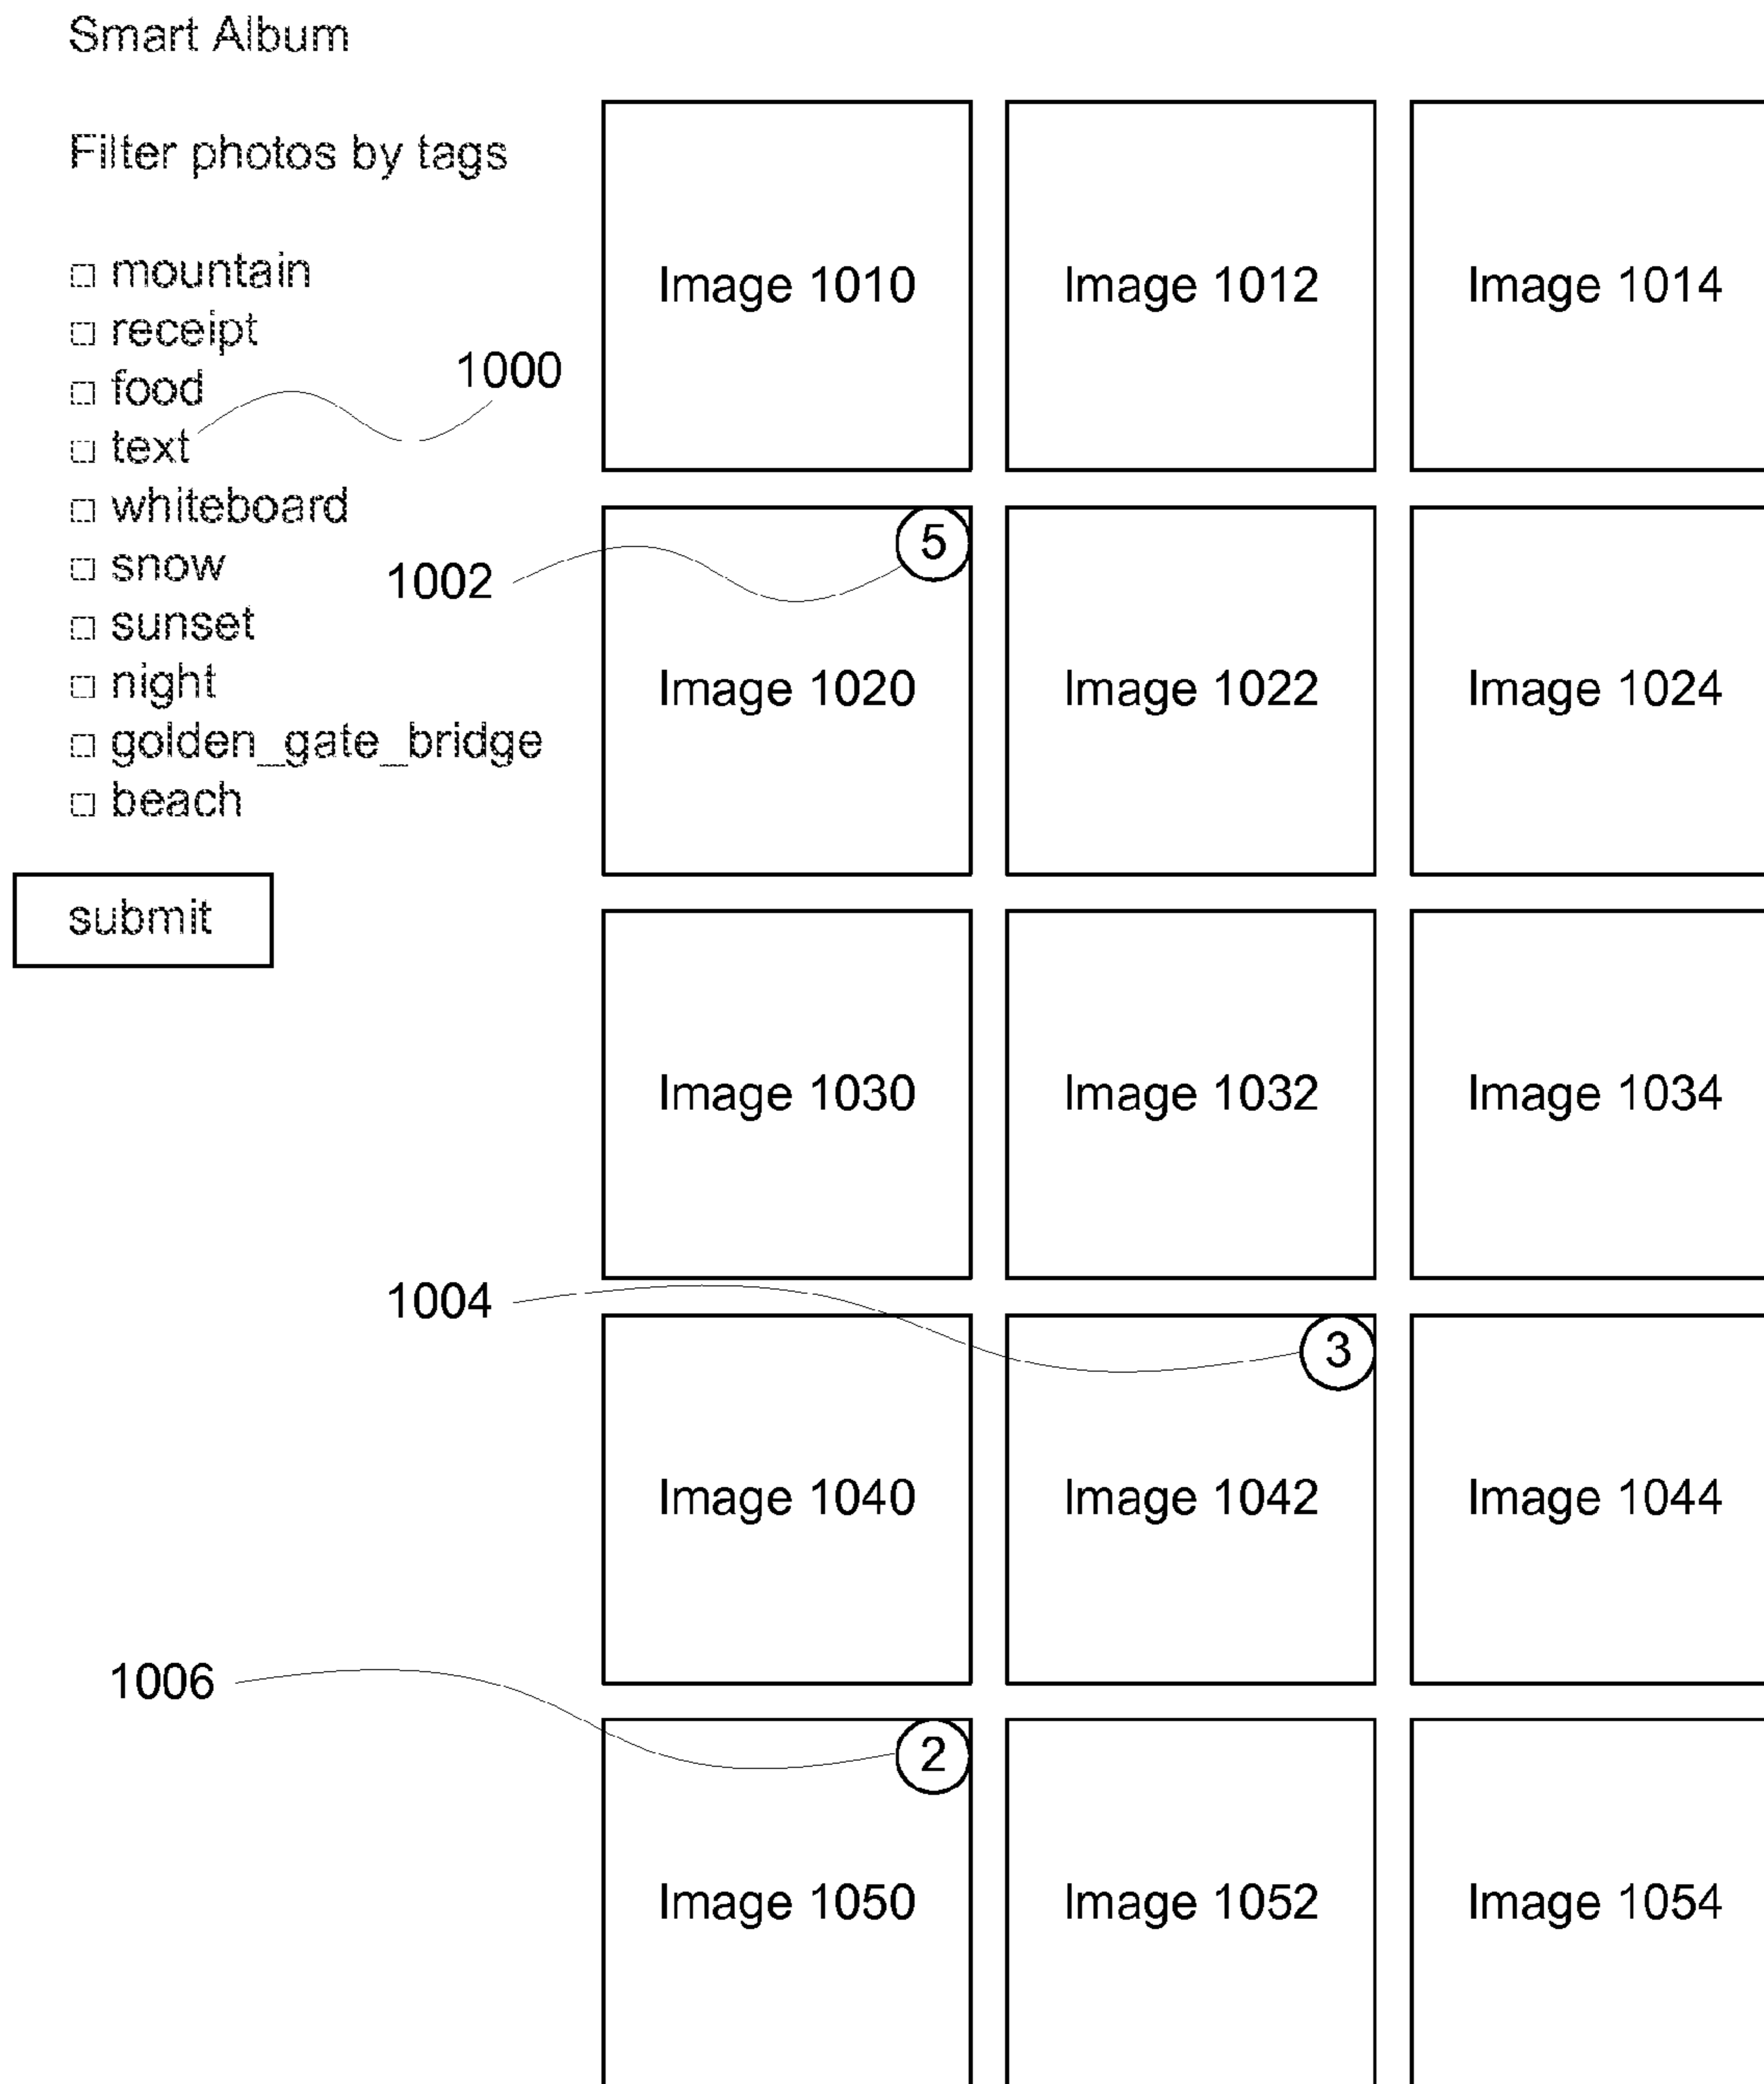 Smart Album
Filter photos by tags
mountain
receipt
food
text
whiteboard
snow
sunset
night
golden_gate_bridge
beach
submit
1000
1002
1004
1006
Image 1010 Image 1012 Image 1014
5
Image 1020 Image 1022 Image 1024
Image 1030 Image 1032 Image 1034
3
Image 1040 Image 1042 Image 1044
2
Image 1050 Image 1052 Image 1054